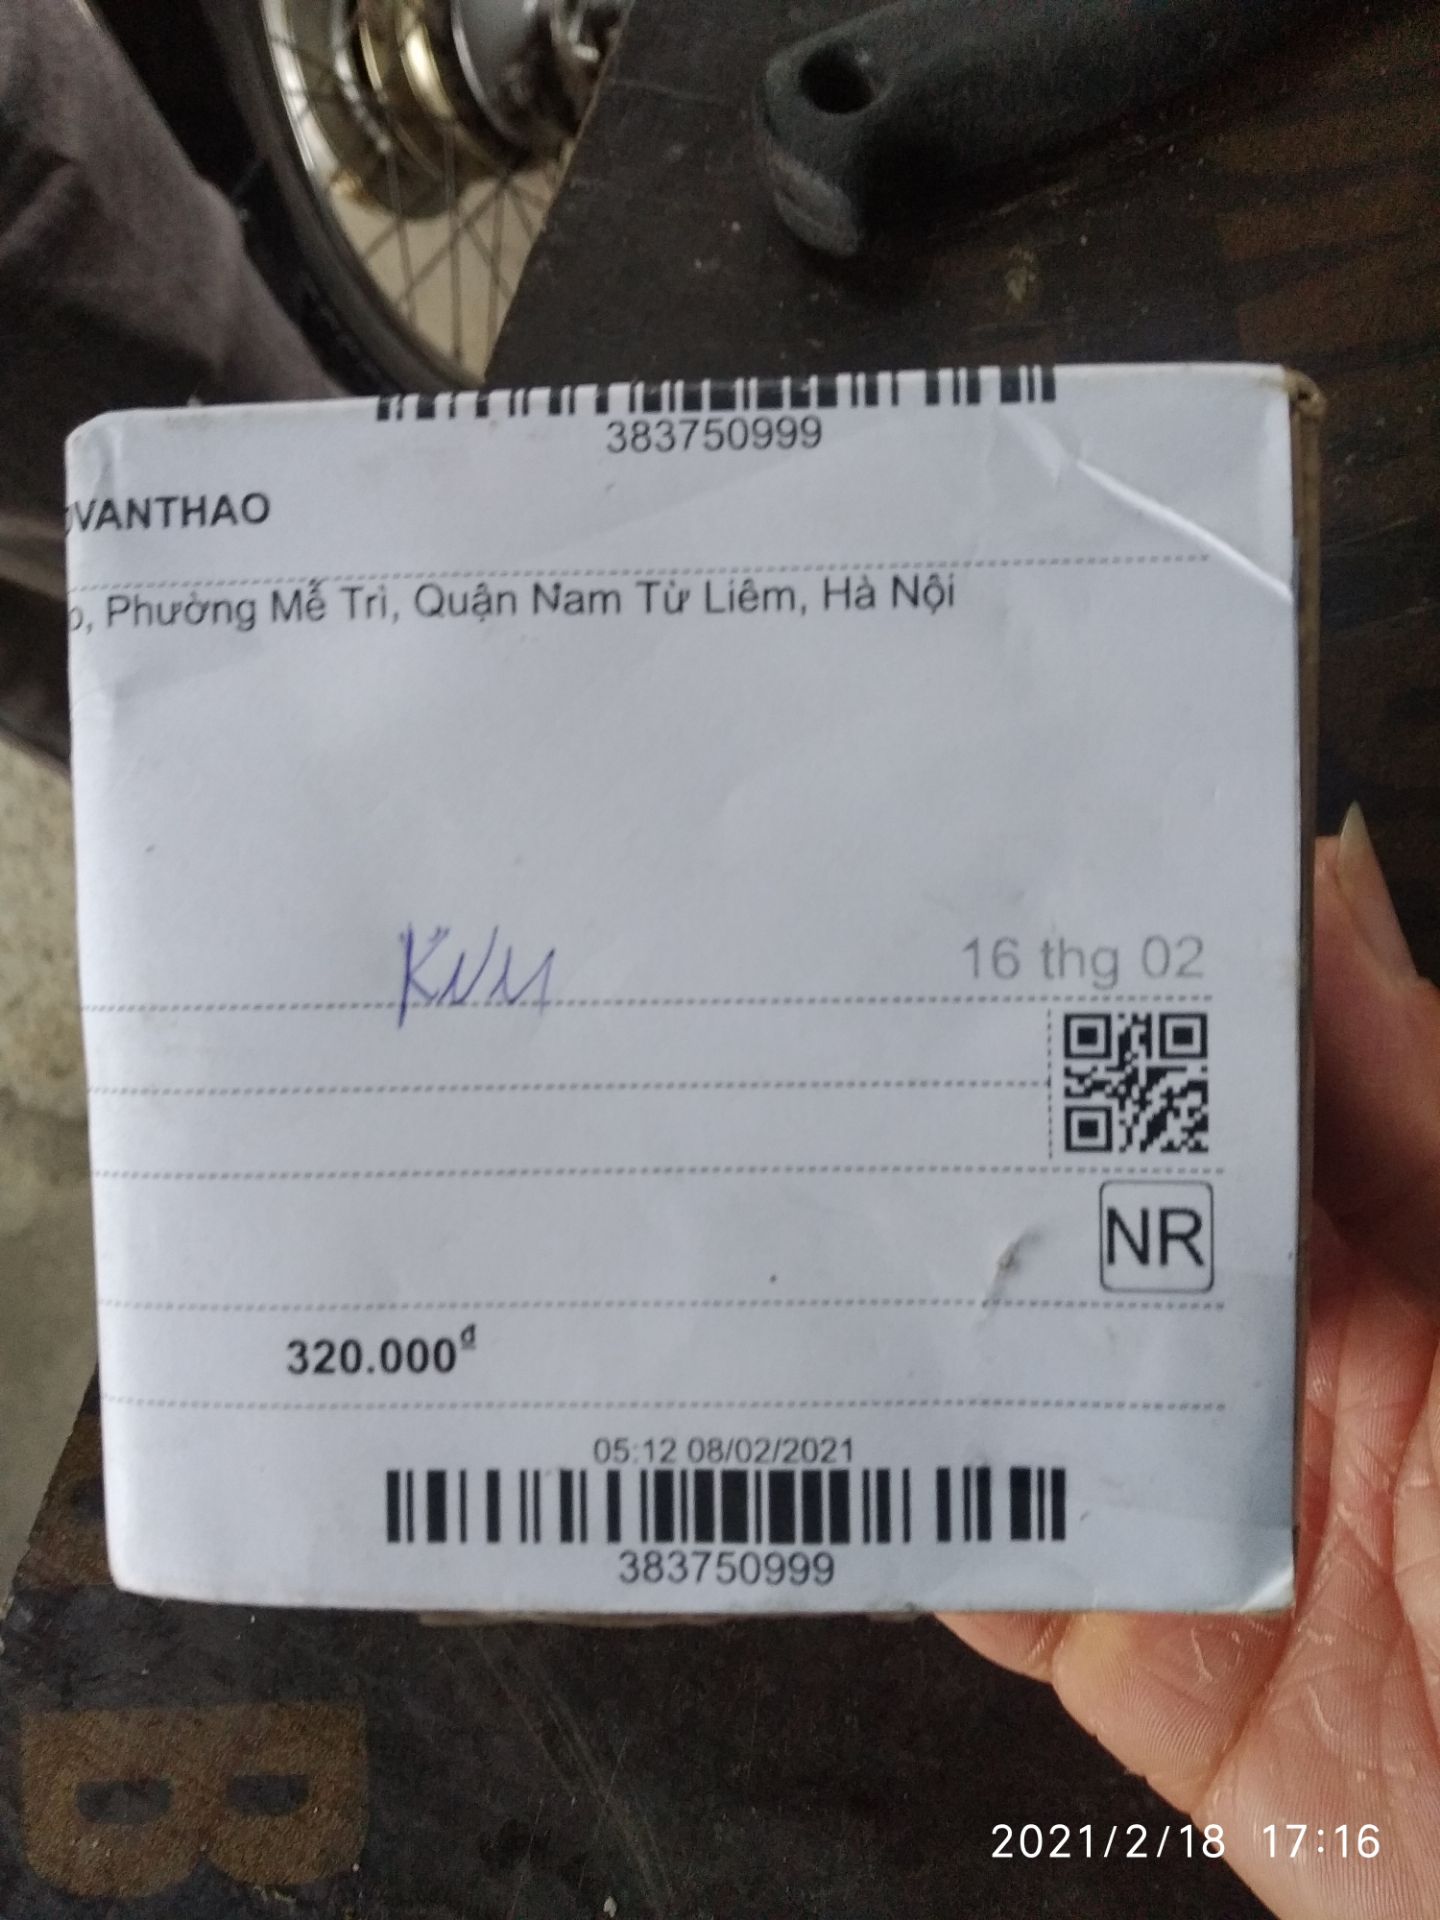 383750999
VANTHAO
, Phường Mễ Trì, Quận Nam Từ Liêm, Hà Nội
KNM
16 thg 02
NR
320.000đ
05:12 08/02/2021
383750999
B
2021/2/18 17:16